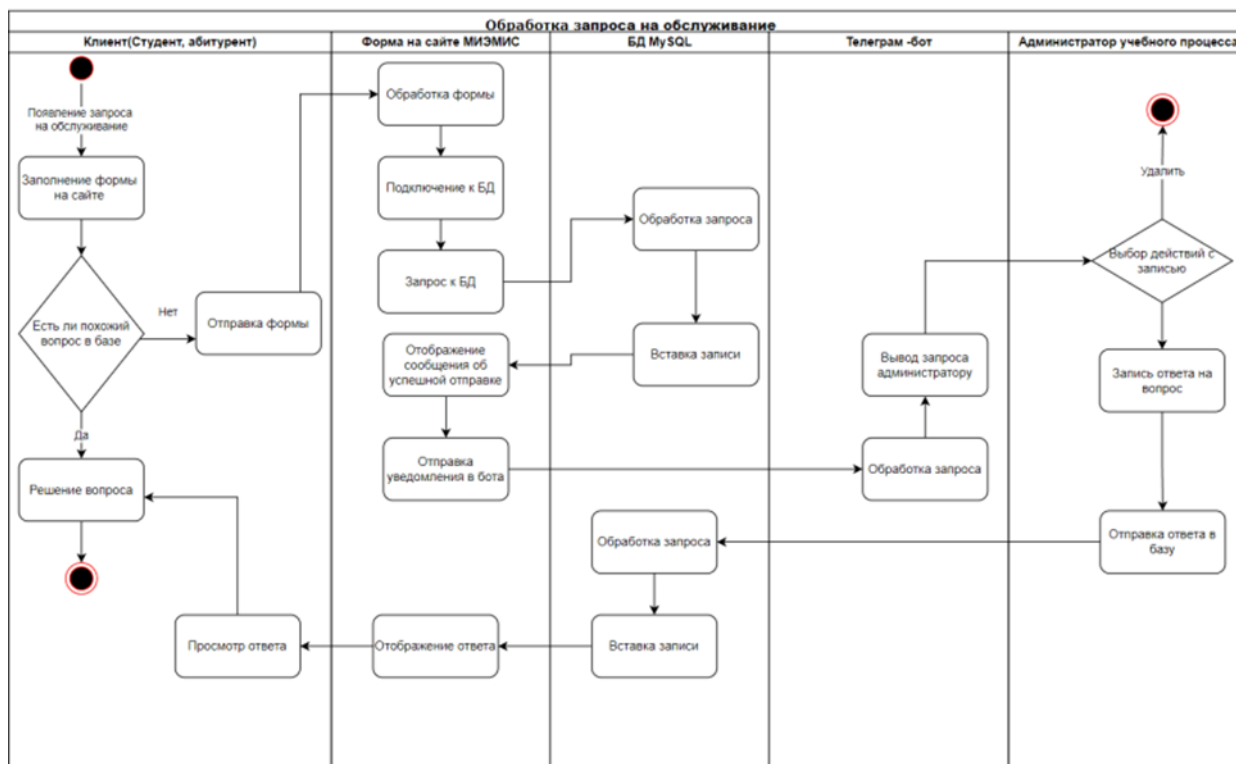 Обработка запроса на обслуживание
Клиент(Студент, абитурент)
Форма на сайте МИЭМИС
БД MySQL
Телеграм -бот
Администратор учебного процесса
Появление запроса
на обслуживание
Заполнение формы
на сайте
Есть ли похожий
вопрос в базе
Нет
Отправка формы
Да
Решение вопроса
Просмотр ответа
Обработка формы
Подключение к БД
Запрос к БД
Отображение
сообщения об
успешной отправке
Отправка
уведомления в бота
Отображение ответа
Обработка запроса
Вставка записи
Обработка запроса
Вставка записи
Вывод запроса
администратору
Обработка запроса
Удалить
Выбор действий с
записью
Запись ответа на
вопрос
Отправка ответа в
базу